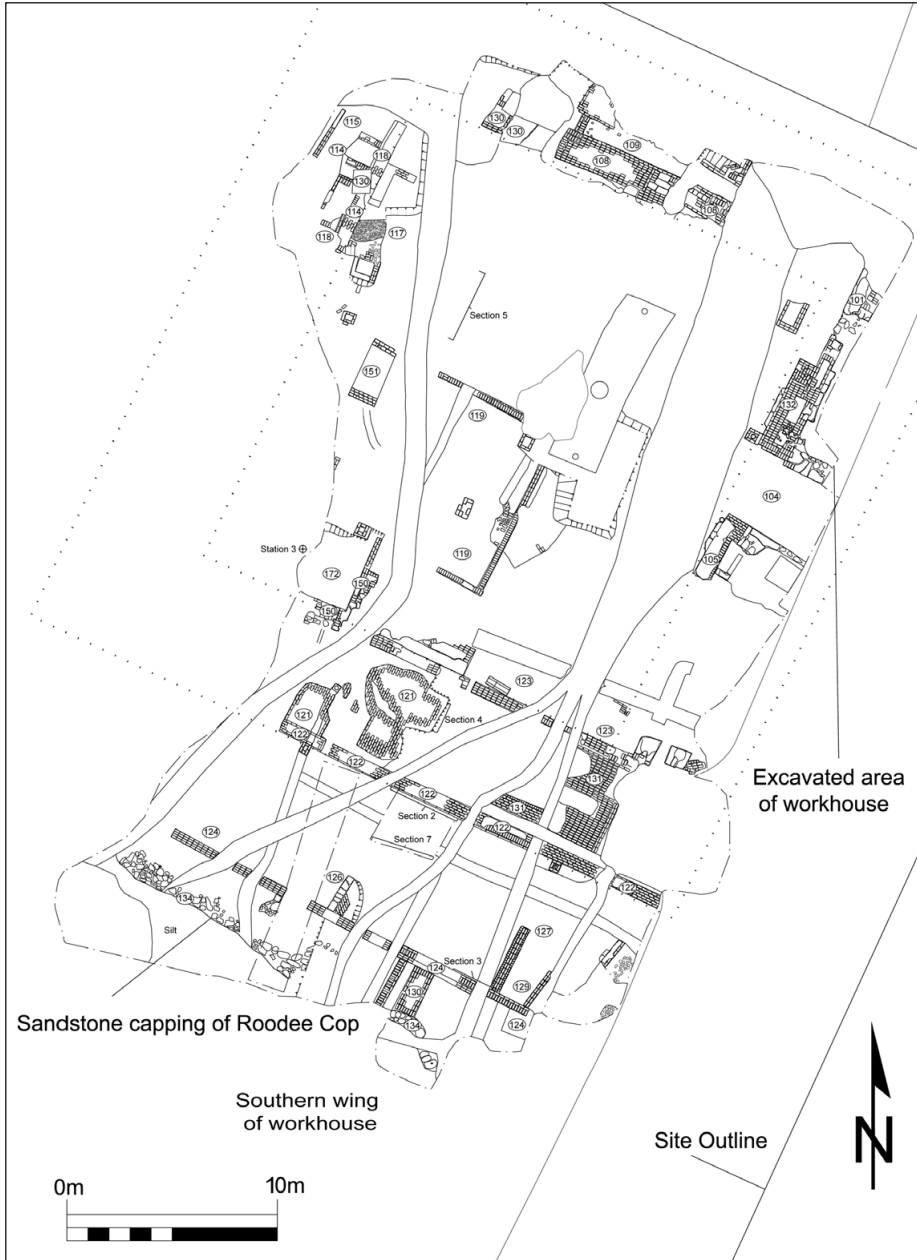 115
130
130
109
114
118
108
130
114
108
118
117
101
Section 5
151
132
119
104
Station 3
119
105
172
150
150
123
121
121
Section 4
123
122
131
122
Excavated area
of workhouse
122
131
Section 2
122
124
Section 7
122
126
134
127
Silt
Section 3
124
129
130
124
134
Sandstone capping of Roodee Cop
Southern wing
of workhouse
Site Outline
N
0m
10m